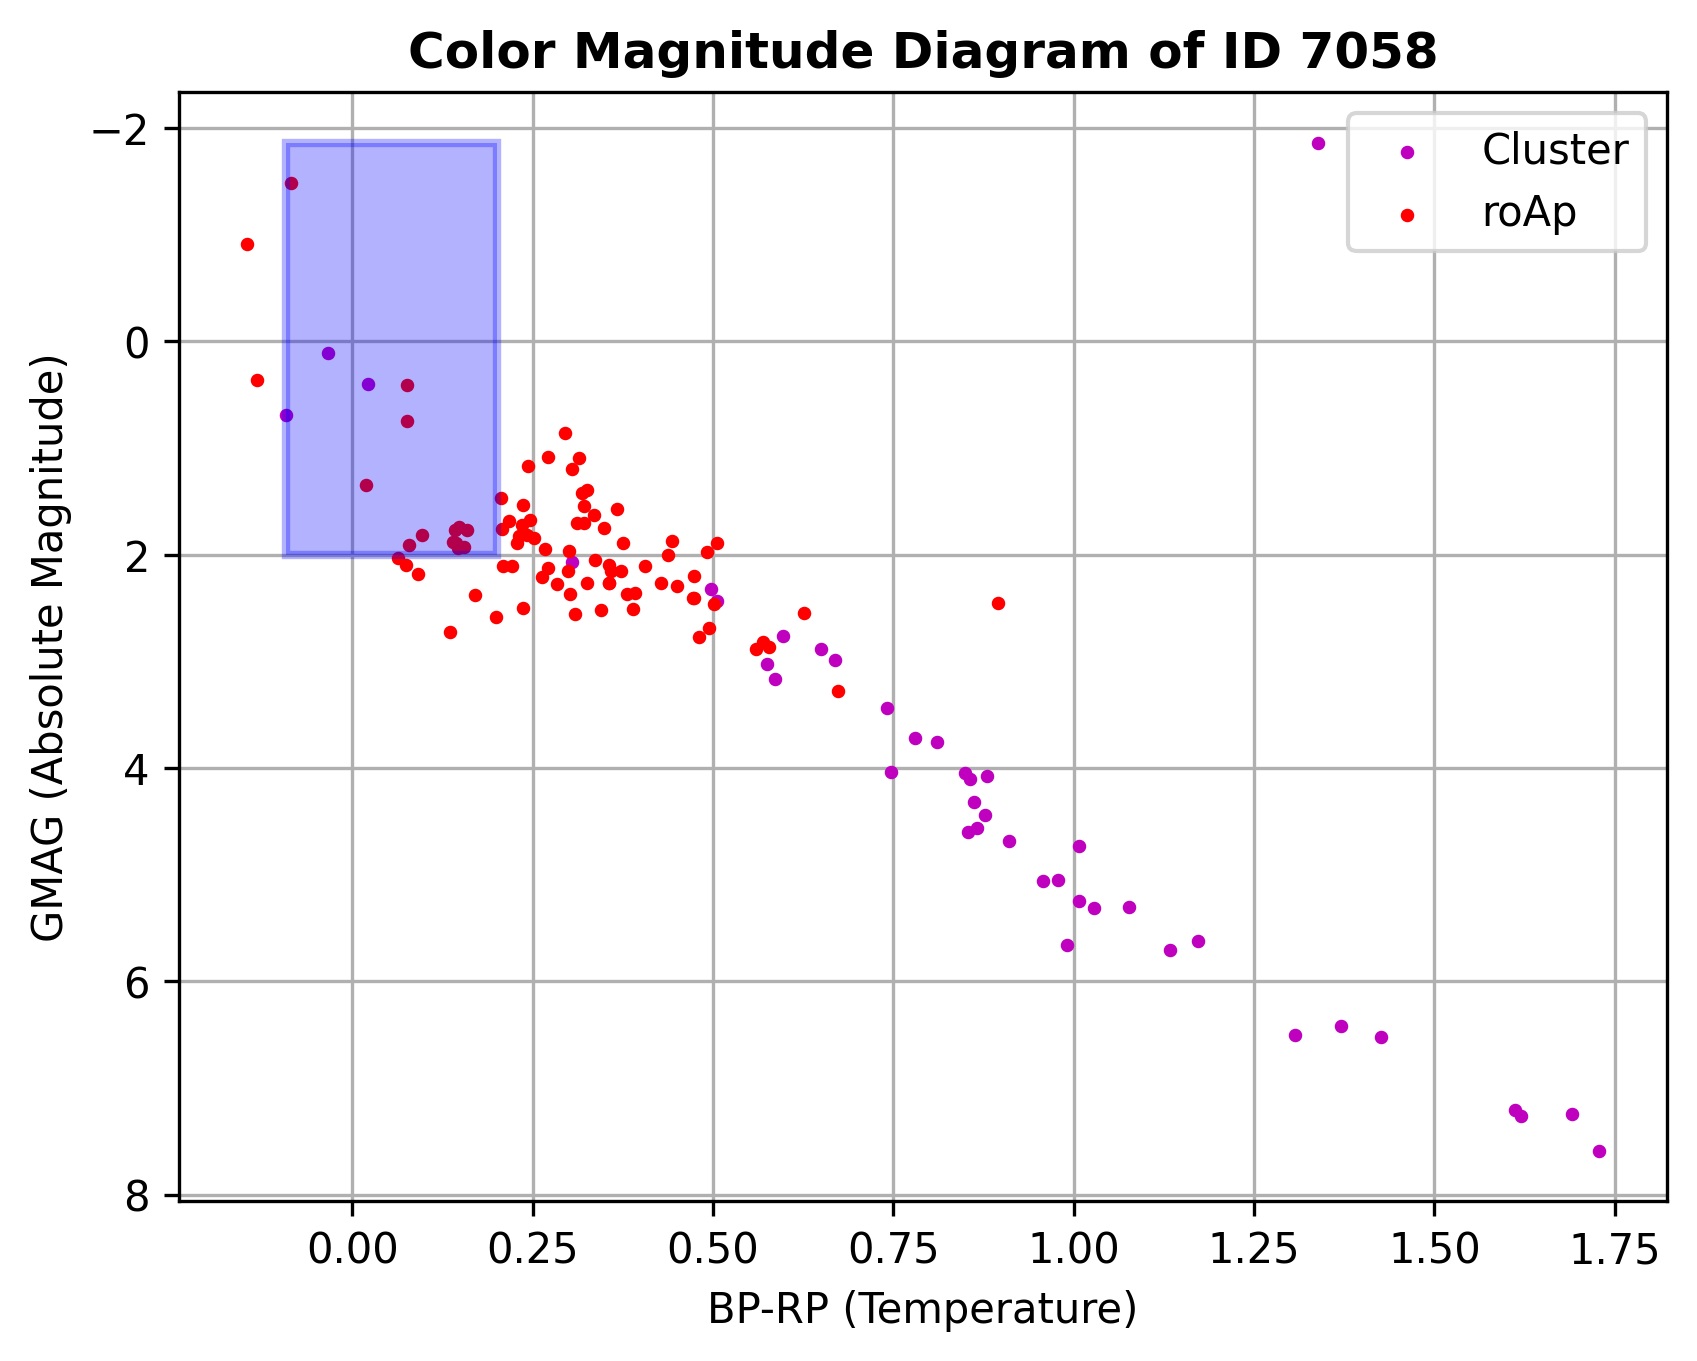 Color Magnitude Diagram of ID 7058
Cluster
roAp
GMAG (Absolute Magnitude)
−2
0
2
4
6
8
0.00 0.25 0.50 0.75 1.00 1.25 1.50 1.75
BP-RP (Temperature)